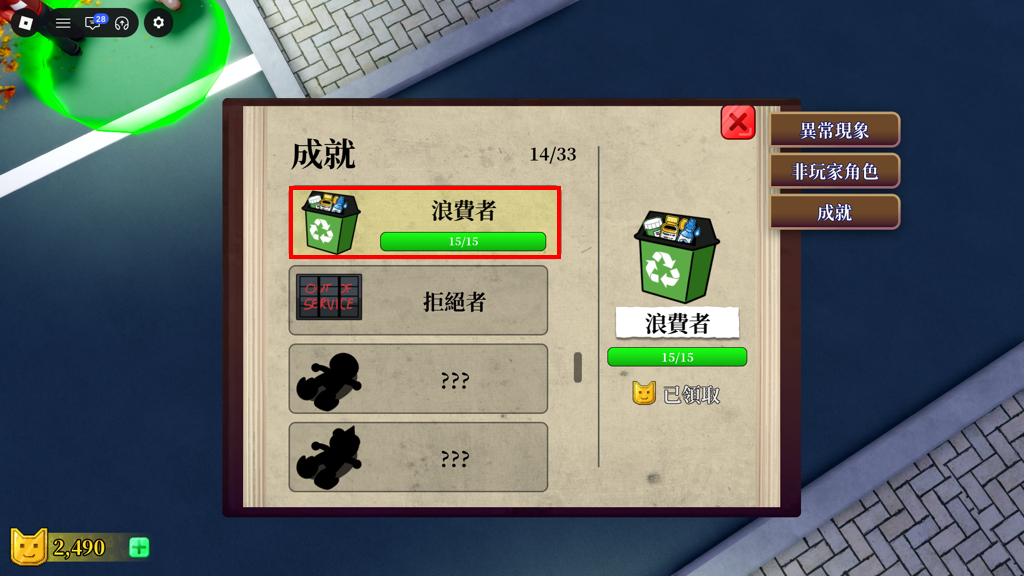 28
成就
14/33
浪費者
15/15
OUT OF
SERVICE
拒絕者
???
???
浪費者
15/15
已領取
異常現象
非玩家角色
成就
2,490